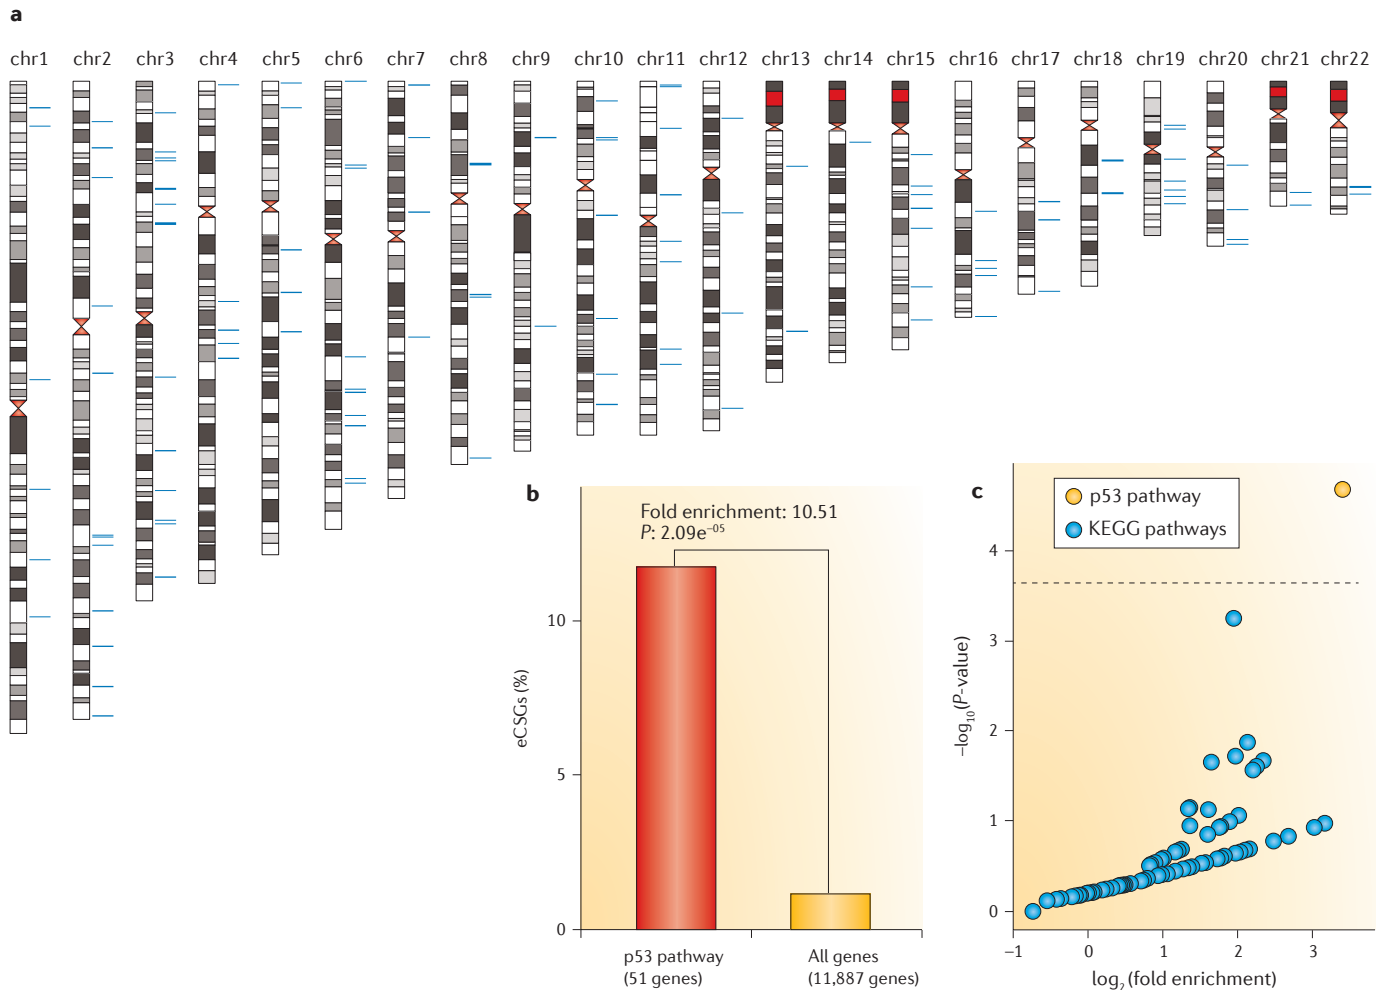 a
chr1 chr2 chr3 chr4 chr5 chr6 chr7 chr8 chr9 chr10 chr11 chr12 chr13 chr14 chr15 chr16 chr17 chr18 chr19 chr20 chr21 chr22
b
Fold enrichment: 10.51
P: 2.09e⁻⁰⁵
eCSGs (%)
10
5
0
p53 pathway
(51 genes)
All genes
(11,887 genes)
c
p53 pathway
KEGG pathways
–log₁₀(P-value)
4
3
2
1
0
–1 0 1 2 3
log₂(fold enrichment)